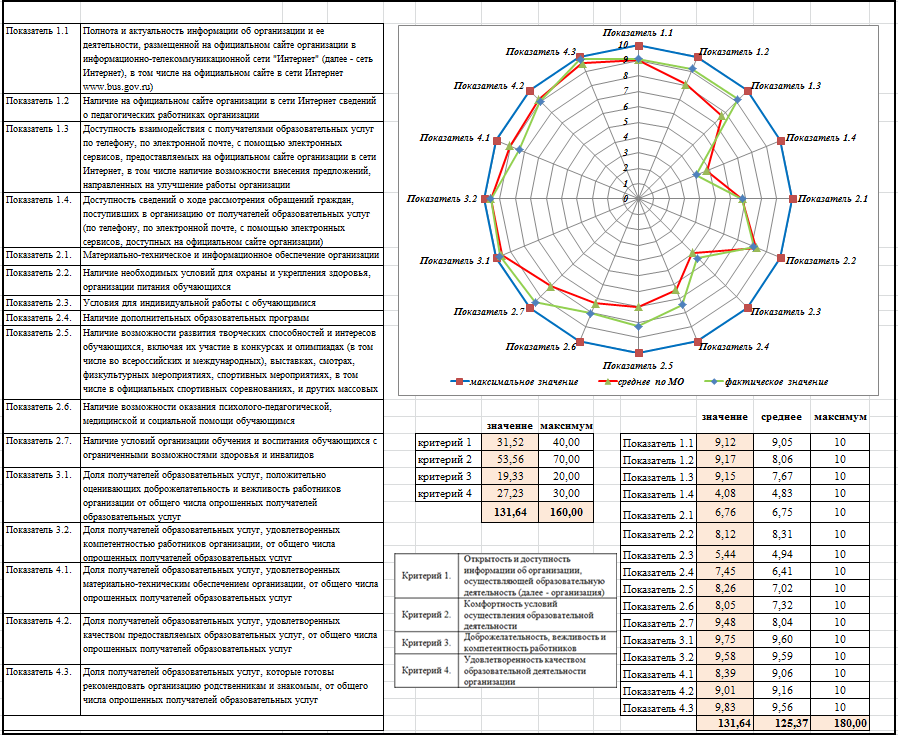 Показатель 1.1
Полнота и актуальность информации об организации и ее
деятельности, размещенной на официальном сайте организации в
информационно-телекоммуникационной сети "Интернет" (далее - сеть
Интернет), в том числе на официальном сайте в сети Интернет
www.bus.gov.ru)
Показатель 1.2
Наличие на официальном сайте организации в сети Интернет сведений
о педагогических работниках организации
Показатель 1.3
Доступность взаимодействия с получателями образовательных услуг
по телефону, по электронной почте, с помощью электронных
сервисов, предоставляемых на официальном сайте организации в сети
Интернет, в том числе наличие возможности внесения предложений,
направленных на улучшение работы организации
Показатель 1.4.
Доступность сведений о ходе рассмотрения обращений граждан,
поступивших в организацию от получателей образовательных услуг
(по телефону, по электронной почте, с помощью электронных
сервисов, доступных на официальном сайте организации)
Показатель 2.1.
Материально-техническое и информационное обеспечение организации
Показатель 2.2.
Наличие необходимых условий для охраны и укрепления здоровья,
организации питания обучающихся
Показатель 2.3.
Условия для индивидуальной работы с обучающимися
Показатель 2.4.
Наличие дополнительных образовательных программ
Показатель 2.5.
Наличие возможности развития творческих способностей и интересов
обучающихся, включая их участие в конкурсах и олимпиадах (в том
числе во всероссийских и международных), выставках, смотрах,
физкультурных мероприятиях, спортивных мероприятиях, в том
числе в официальных спортивных соревнованиях, и других массовых
Показатель 2.6.
Наличие возможности оказания психолого-педагогической,
медицинской и социальной помощи обучающимся
Показатель 2.7.
Наличие условий организации обучения и воспитания обучающихся с
ограниченными возможностями здоровья и инвалидов
Показатель 3.1.
Доля получателей образовательных услуг, положительно
оценивающих доброжелательность и вежливость работников
организации от общего числа опрошенных получателей
образовательных услуг
Показатель 3.2.
Доля получателей образовательных услуг, удовлетворенных
компетентностью работников организации, от общего числа
опрошенных получателей образовательных услуг
Показатель 4.1.
Доля получателей образовательных услуг, удовлетворенных
материально-техническим обеспечением организации, от общего числа
опрошенных получателей образовательных услуг
Показатель 4.2.
Доля получателей образовательных услуг, удовлетворенных
качеством предоставляемых образовательных услуг, от общего числа
опрошенных получателей образовательных услуг
Показатель 4.3.
Доля получателей образовательных услуг, которые готовы
рекомендовать организацию родственникам и знакомым, от общего
числа опрошенных получателей образовательных услуг
Показатель 1.1
Показатель 1.2
Показатель 1.3
Показатель 1.4
Показатель 2.1
Показатель 2.2
Показатель 2.3
Показатель 2.4
Показатель 2.5
Показатель 2.6
Показатель 2.7
Показатель 3.1
Показатель 3.2
Показатель 4.1
Показатель 4.2
Показатель 4.3
10
9
8
7
6
5
4
3
2
1
0
максимальное значение среднее по МО фактическое значение
значение максимум
критерий 1 31,52 40,00
критерий 2 53,56 70,00
критерий 3 19,33 20,00
критерий 4 27,23 30,00
131,64 160,00
Критерий 1.
Открытость и доступность
информации об организации,
осуществляющей образовательную
деятельность (далее - организация)
Критерий 2.
Комфортность условий
осуществления образовательной
деятельности
Критерий 3.
Доброжелательность, вежливость и
компетентность работников
Критерий 4.
Удовлетворенность качеством
образовательной деятельности
организации
значение среднее максимум
Показатель 1.1 9,12 9,05 10
Показатель 1.2 9,17 8,06 10
Показатель 1.3 9,15 7,67 10
Показатель 1.4 4,08 4,83 10
Показатель 2.1 6,76 6,75 10
Показатель 2.2 8,12 8,31 10
Показатель 2.3 5,44 4,94 10
Показатель 2.4 7,45 6,41 10
Показатель 2.5 8,26 7,02 10
Показатель 2.6 8,05 7,32 10
Показатель 2.7 9,48 8,04 10
Показатель 3.1 9,75 9,60 10
Показатель 3.2 9,58 9,59 10
Показатель 4.1 8,39 9,06 10
Показатель 4.2 9,01 9,16 10
Показатель 4.3 9,83 9,56 10
131,64 125,37 180,00